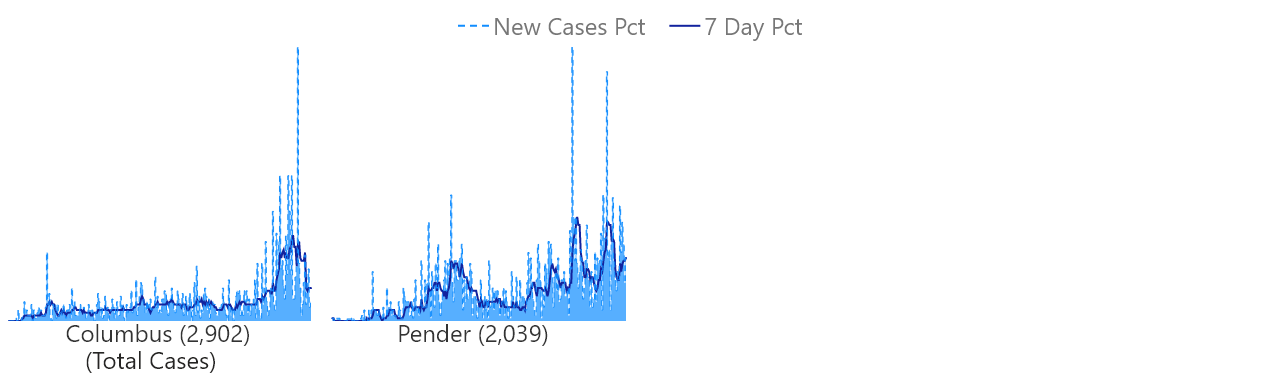 New Cases Pct 7 Day Pct
Columbus (2,902) Pender (2,039)
(Total Cases)